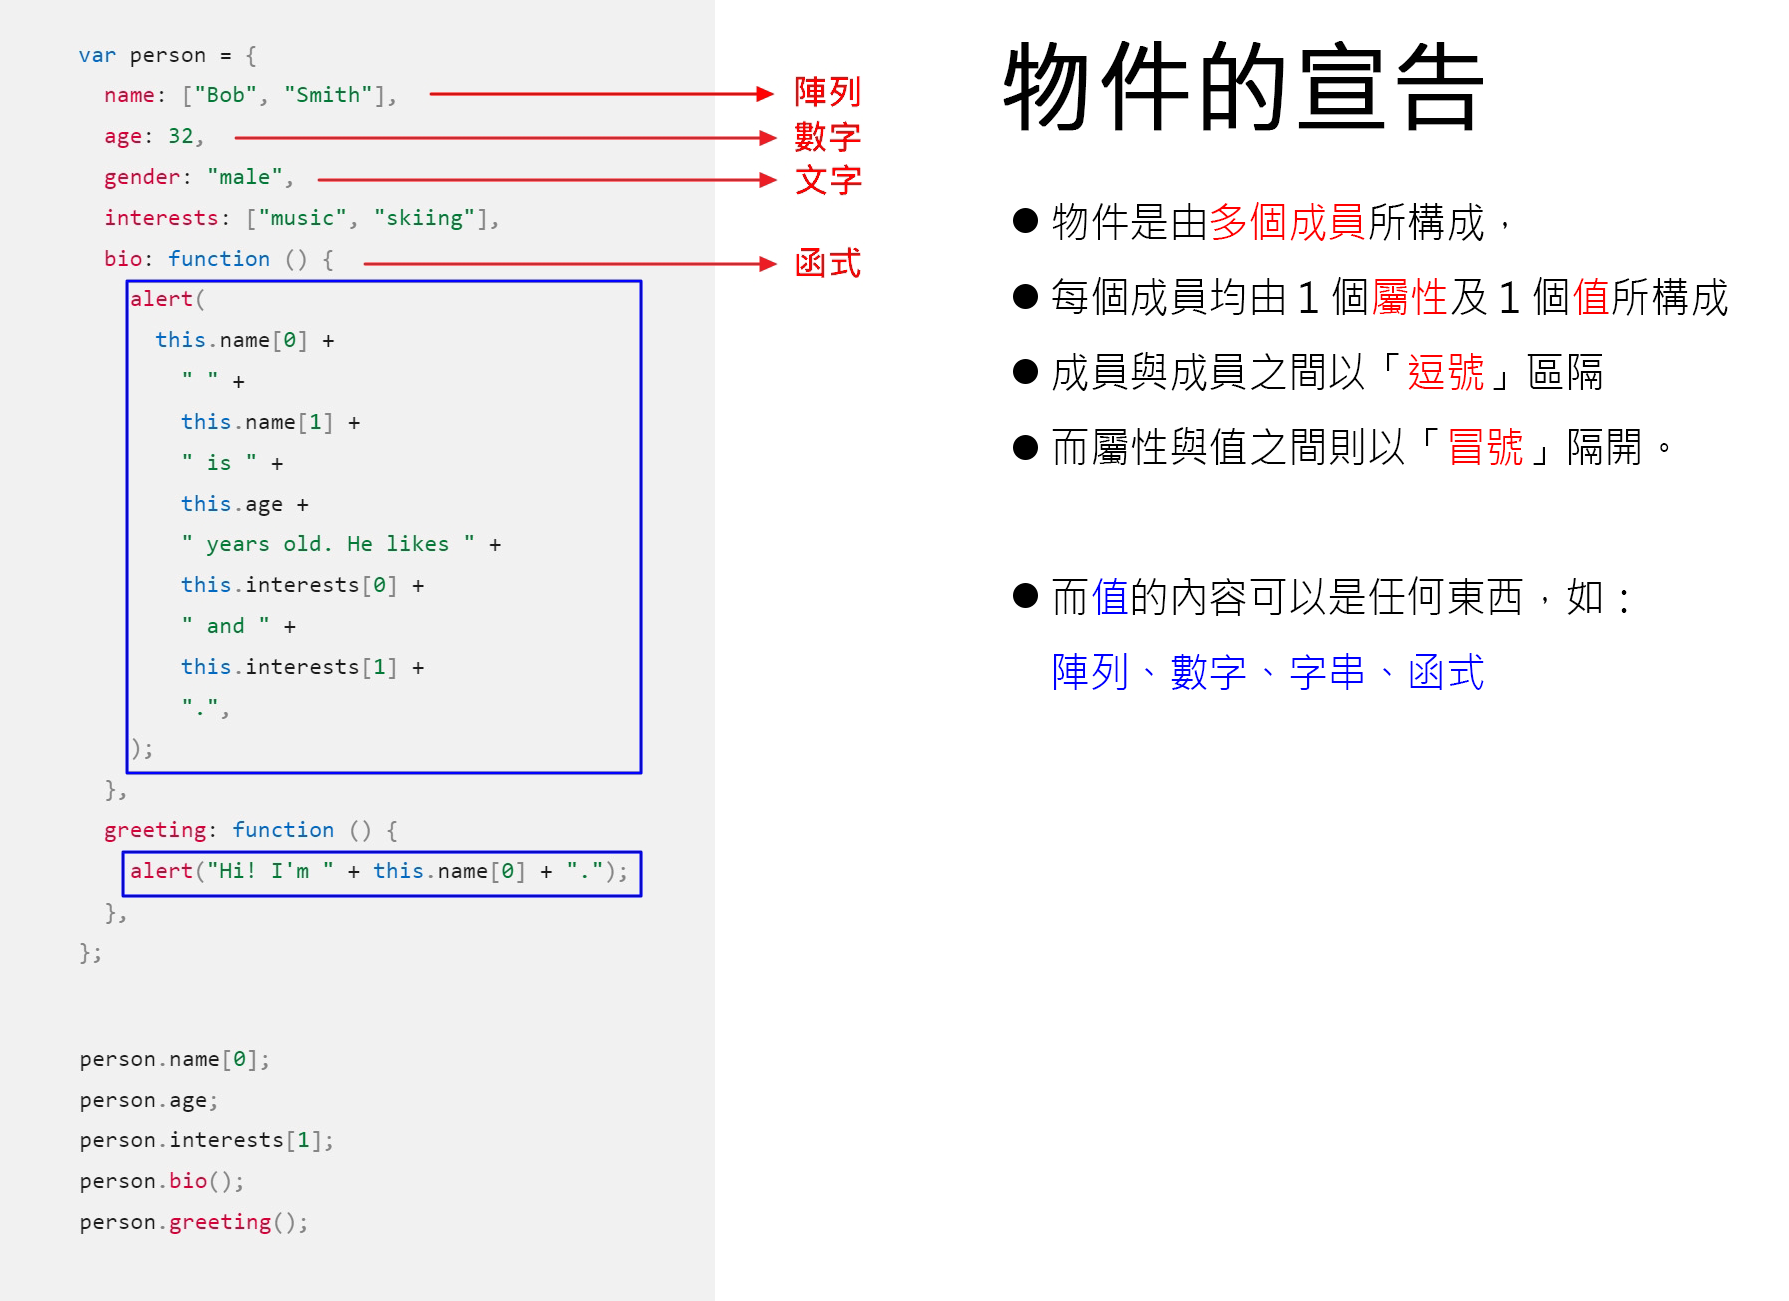 var person = {
name: ["Bob", "Smith"],
陣列
age: 32,
數字
gender: "male",
文字
interests: ["music", "skiing"],
bio: function () {
函式
alert(
this.name[0] +
" " +
this.name[1] +
" is " +
this.age +
" years old. He likes " +
this.interests[0] +
" and " +
this.interests[1] +
".",
);
},
greeting: function () {
alert("Hi! I'm " + this.name[0] + ".");
},
};
person.name[0];
person.age;
person.interests[1];
person.bio();
person.greeting();
物件的宣告
● 物件是由多個成員所構成，
● 每個成員均由 1 個屬性及 1 個值所構成
● 成員與成員之間以「逗號」區隔
● 而屬性與值之間則以「冒號」隔開。
● 而值的內容可以是任何東西，如：
陣列、數字、字串、函式